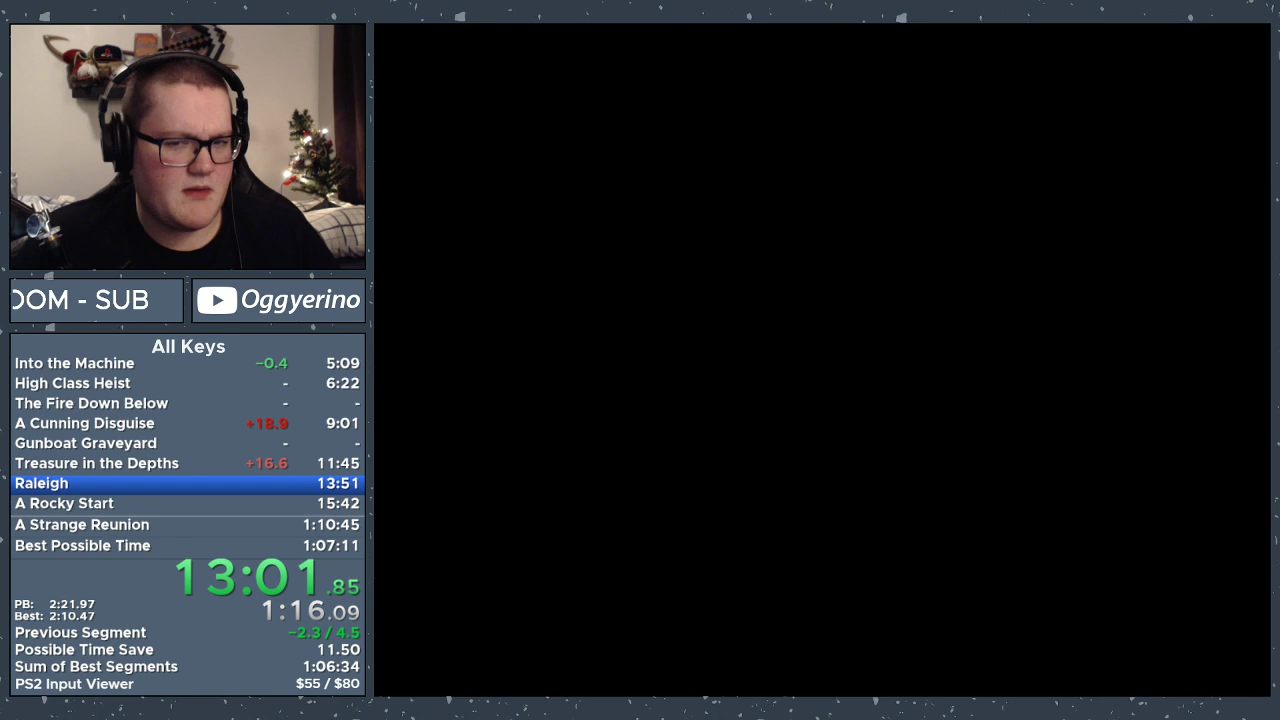 OOM - SUB
Oggyerino
All Keys
Into the Machine −0.4 5:09
High Class Heist - 6:22
The Fire Down Below - -
A Cunning Disguise +18.9 9:01
Gunboat Graveyard - -
Treasure in the Depths +16.6 11:45
Raleigh 13:51
A Rocky Start 15:42
A Strange Reunion 1:10:45
Best Possible Time 1:07:11
13:01.85
PB: 2:21.97
Best: 2:10.47
1:16.09
Previous Segment −2.3 / 4.5
Possible Time Save 11.50
Sum of Best Segments 1:06:34
PS2 Input Viewer $55 / $80